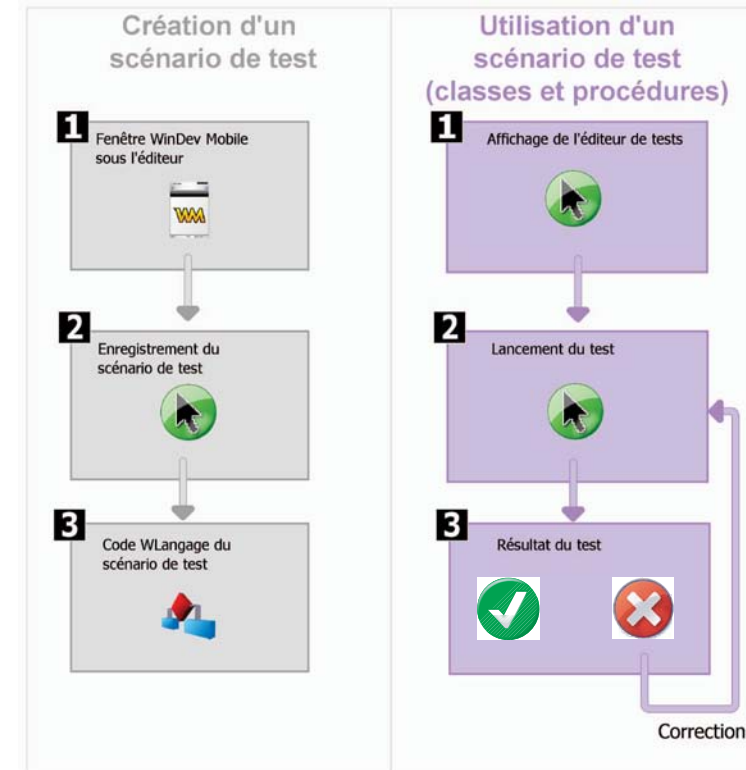 Création d'un
scénario de test
1
Fenêtre WinDev Mobile
sous l'éditeur
WM
2
Enregistrement du
scénario de test
3
Code WLangage du
scénario de test
Utilisation d'un
scénario de test
(classes et procédures)
1
Affichage de l'éditeur de tests
2
Lancement du test
3
Résultat du test
Correction